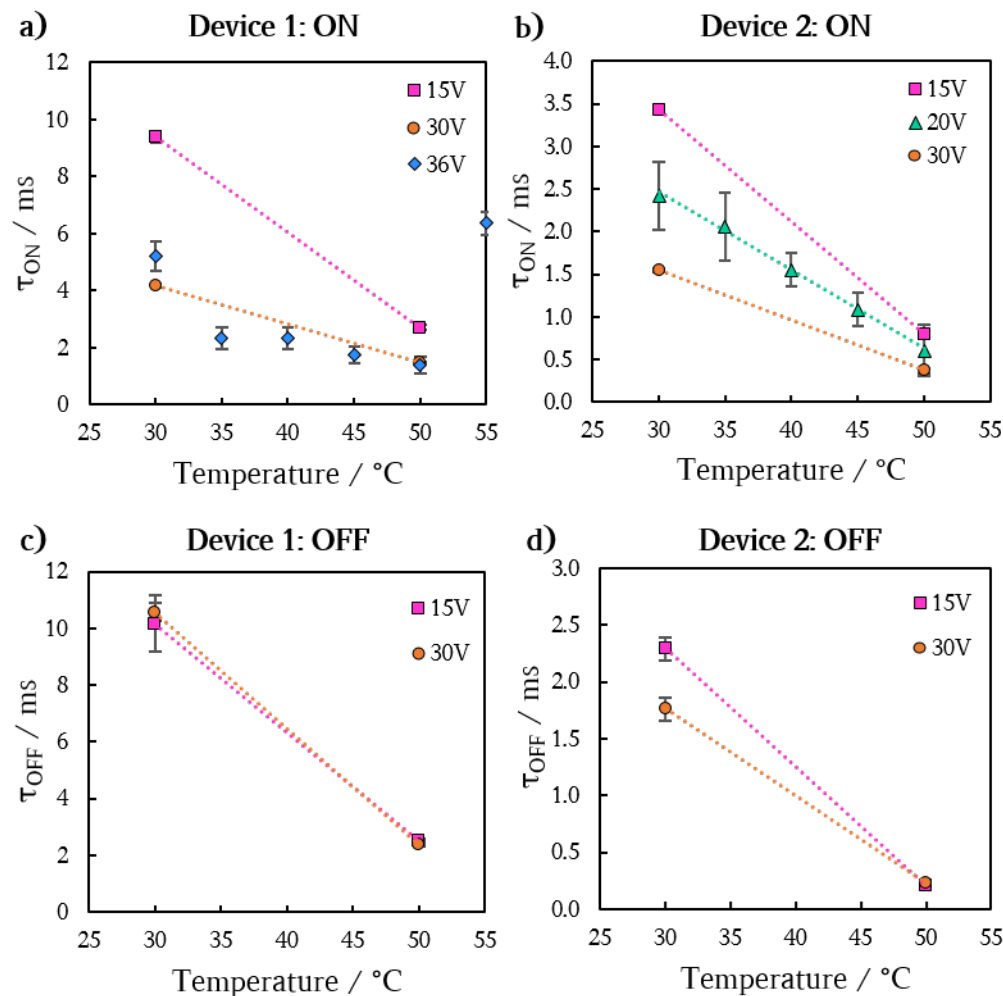 a) Device 1: ON
12
10
8
6
4
2
0
τON / ms
15V
30V
36V
25 30 35 40 45 50 55
Temperature / °C
b) Device 2: ON
4.0
3.5
3.0
2.5
2.0
1.5
1.0
0.5
0.0
τON / ms
15V
20V
30V
25 30 35 40 45 50 55
Temperature / °C
c) Device 1: OFF
12
10
8
6
4
2
0
τOFF / ms
15V
30V
25 30 35 40 45 50 55
Temperature / °C
d) Device 2: OFF
3.0
2.5
2.0
1.5
1.0
0.5
0.0
τOFF / ms
15V
30V
25 30 35 40 45 50 55
Temperature / °C